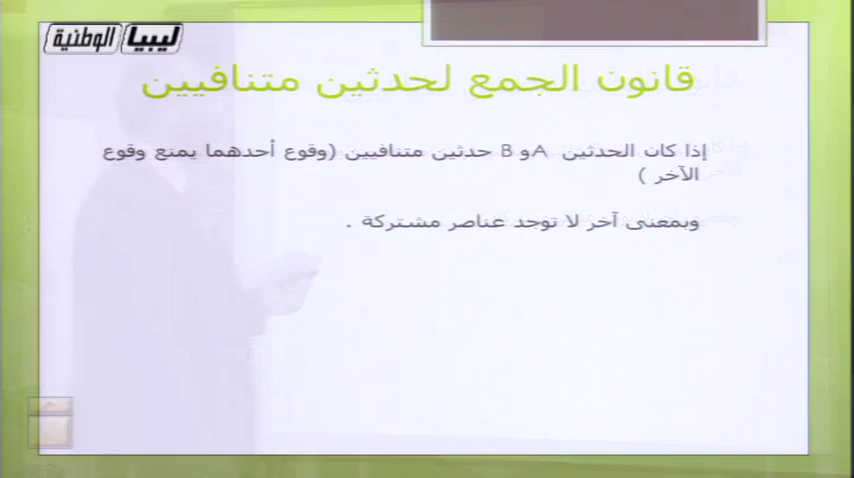 ليبيا الوطنية
قانون الجمع لحدثين متنافيين
إذا كان الحدثين A و B حدثين متنافيين (وقوع أحدهما يمنع وقوع
الآخر )
وبمعنى آخر لا توجد عناصر مشتركة .